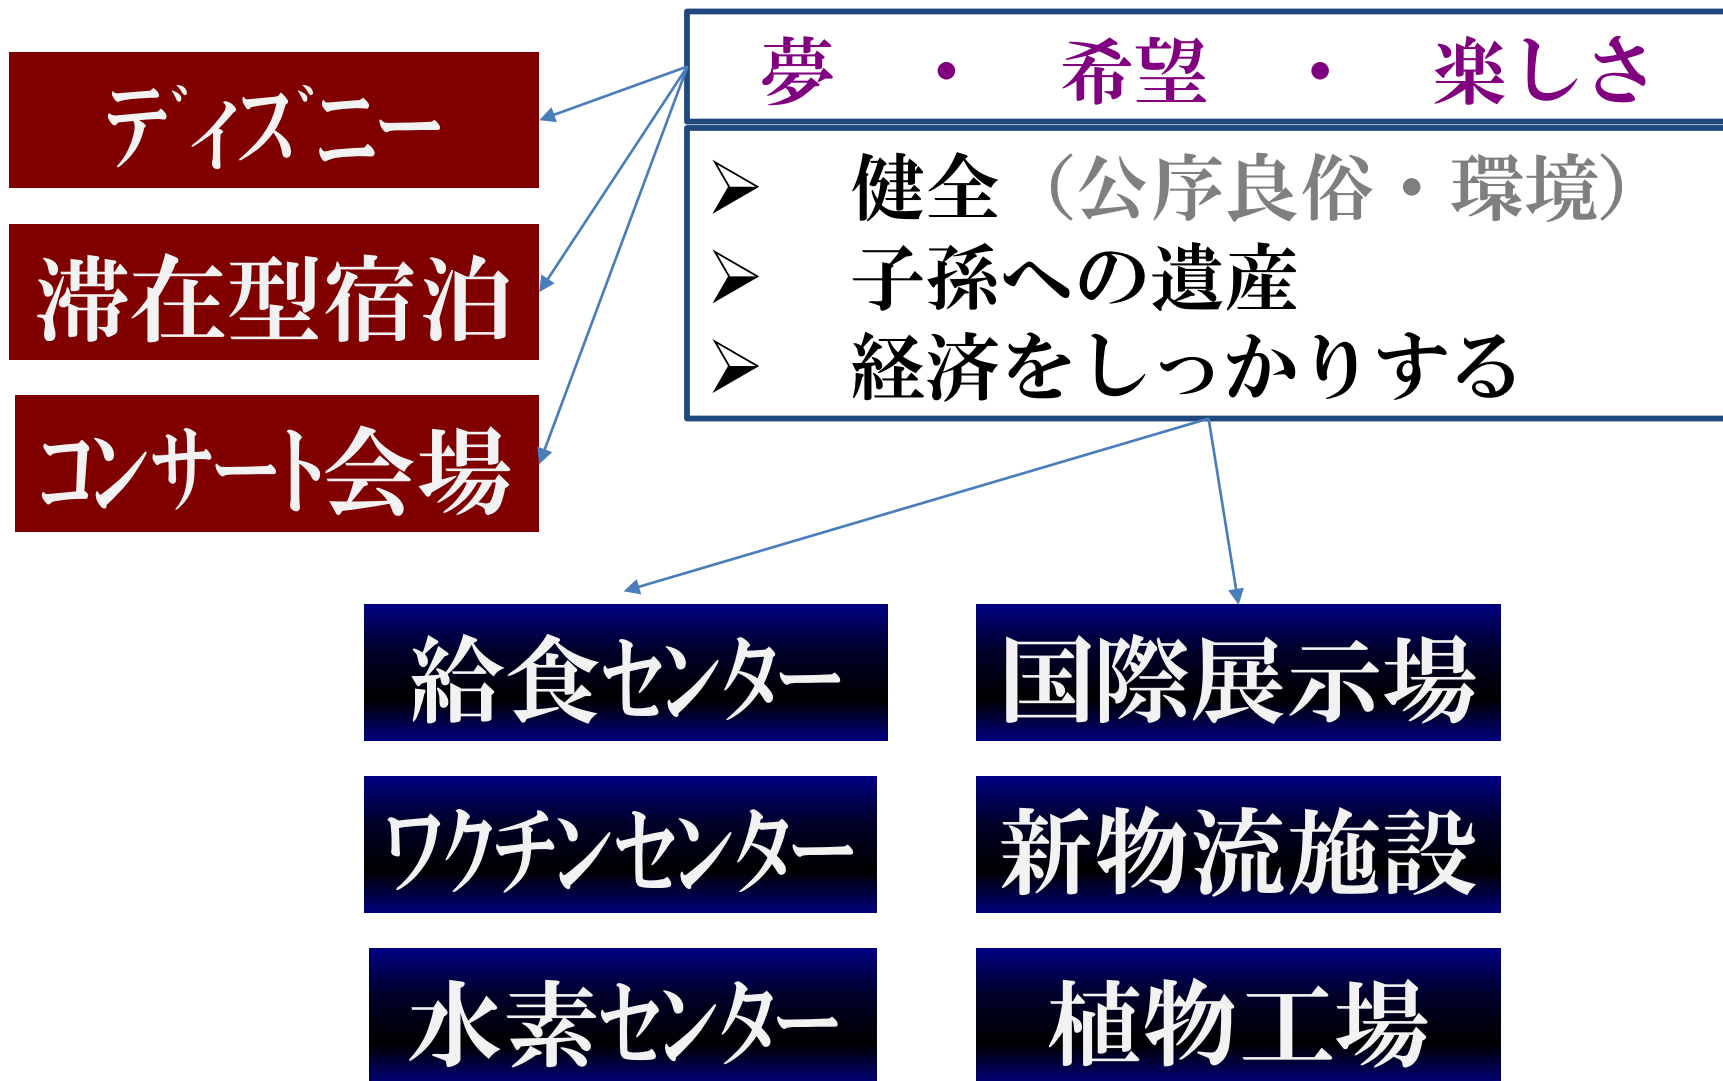 夢　・　希望　・　楽しさ
➢　健全（公序良俗・環境）
➢　子孫への遺産
➢　経済をしっかりする
ディズニー
滞在型宿泊
コンサート会場
給食センター
国際展示場
ワクチンセンター
新物流施設
水素センター
植物工場